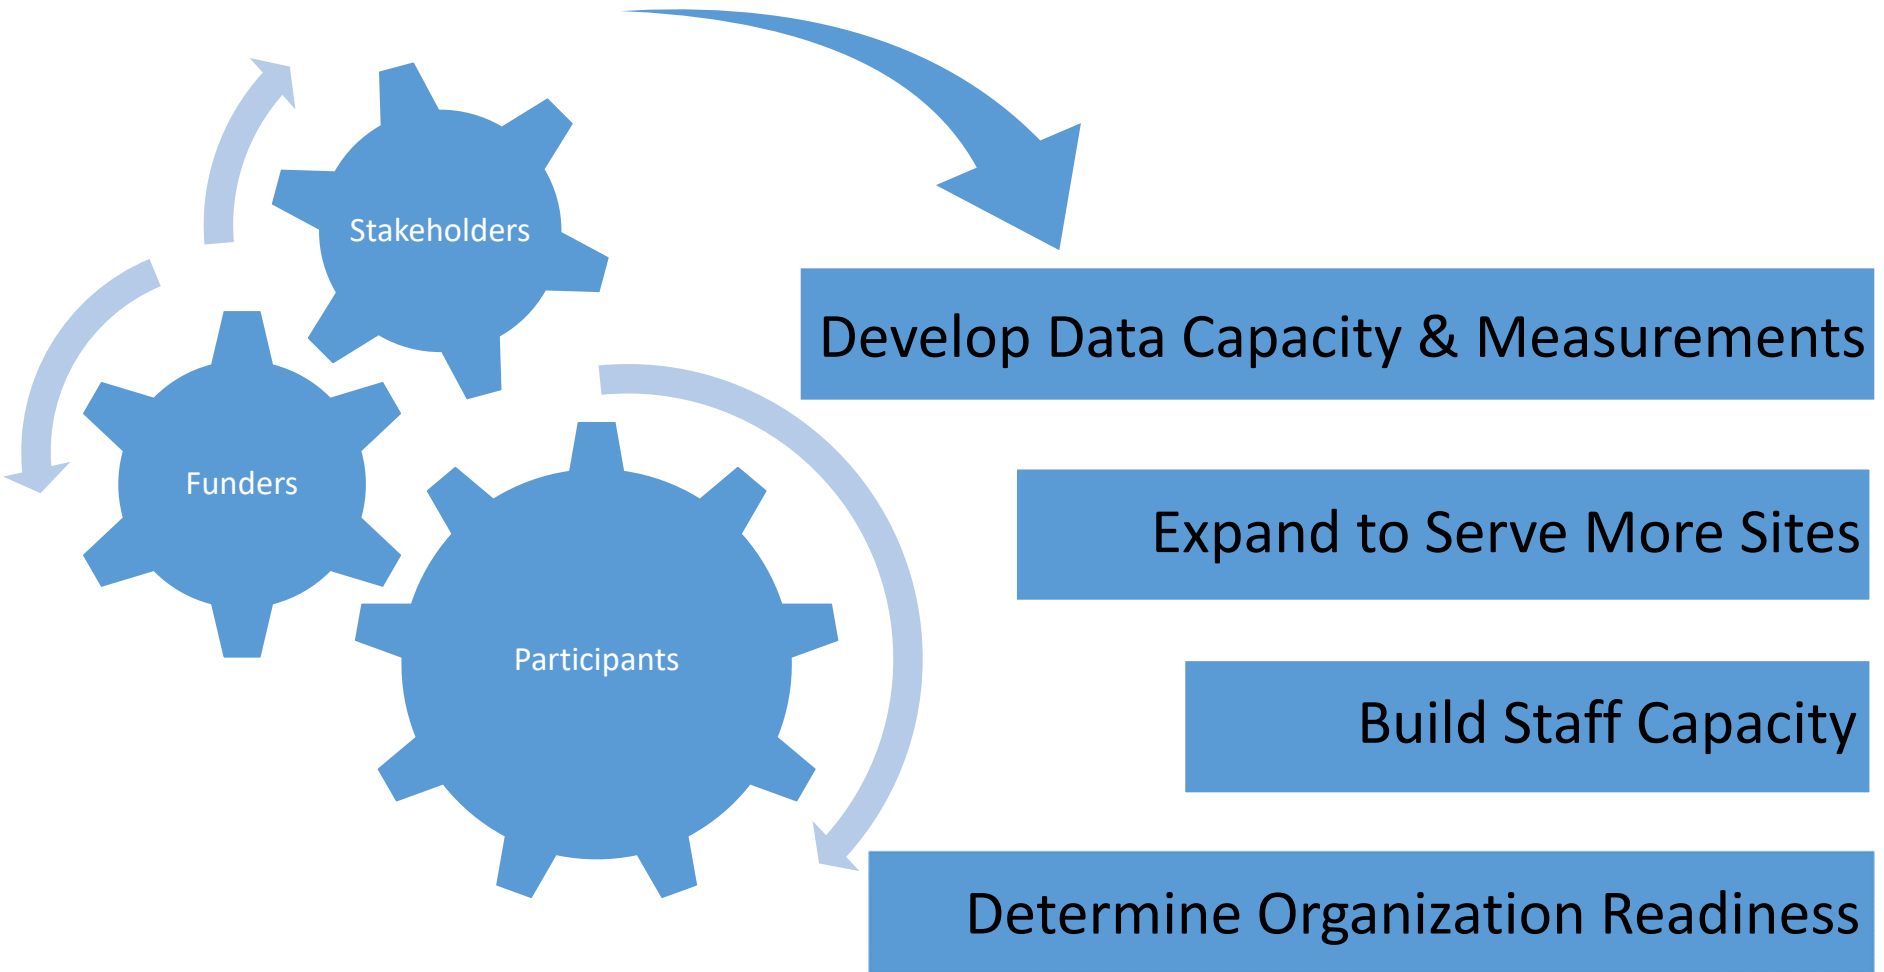 Stakeholders
Funders
Participants
Develop Data Capacity & Measurements
Expand to Serve More Sites
Build Staff Capacity
Determine Organization Readiness